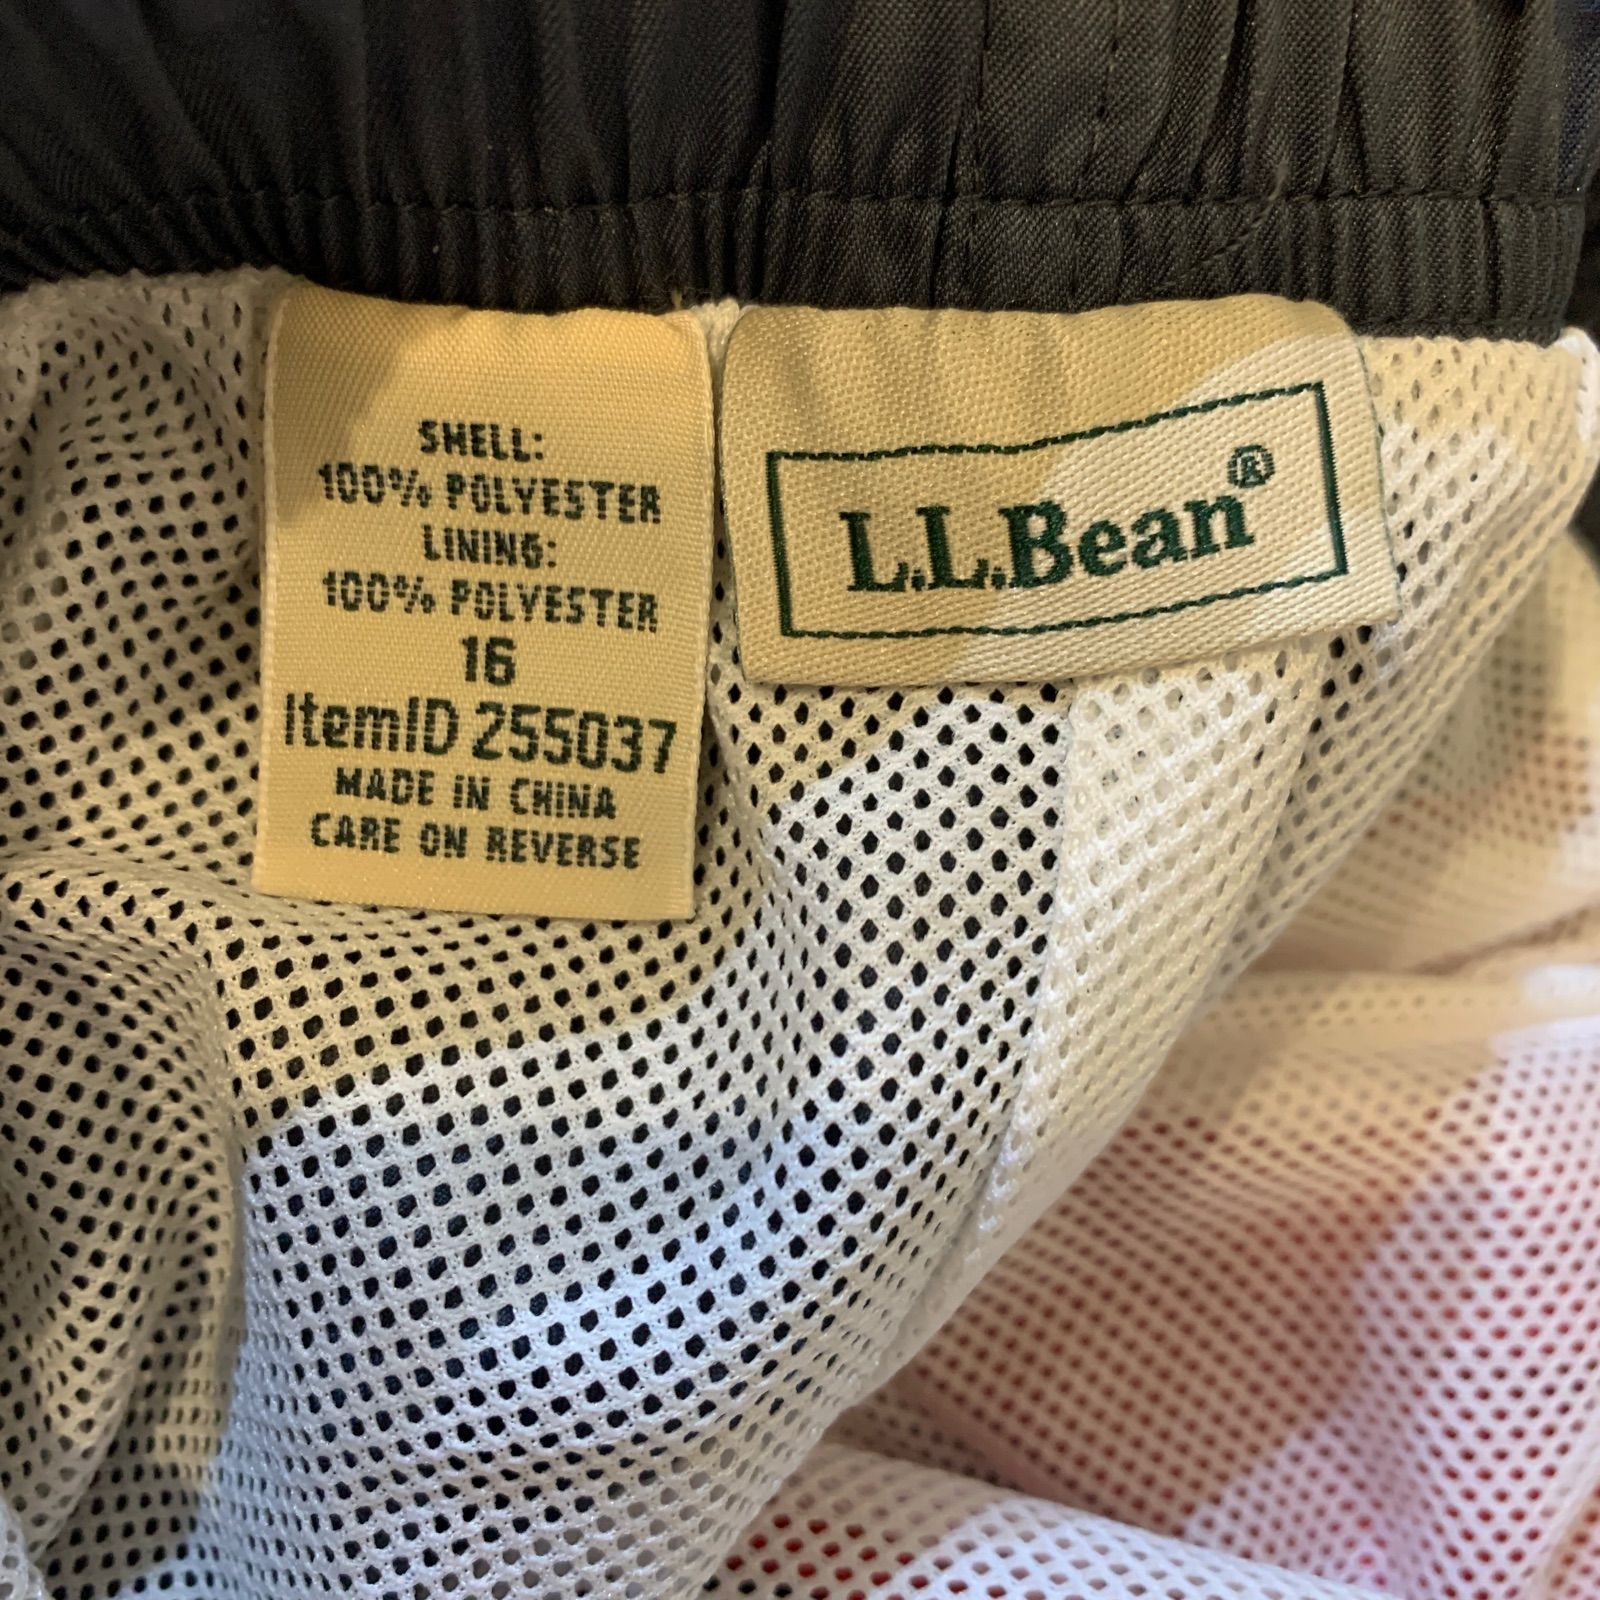 SHELL:
100% POLYESTER
LINING:
100% POLYESTER
16
ItemID 255037
MADE IN CHINA
CARE ON REVERSE
L.L.Bean®